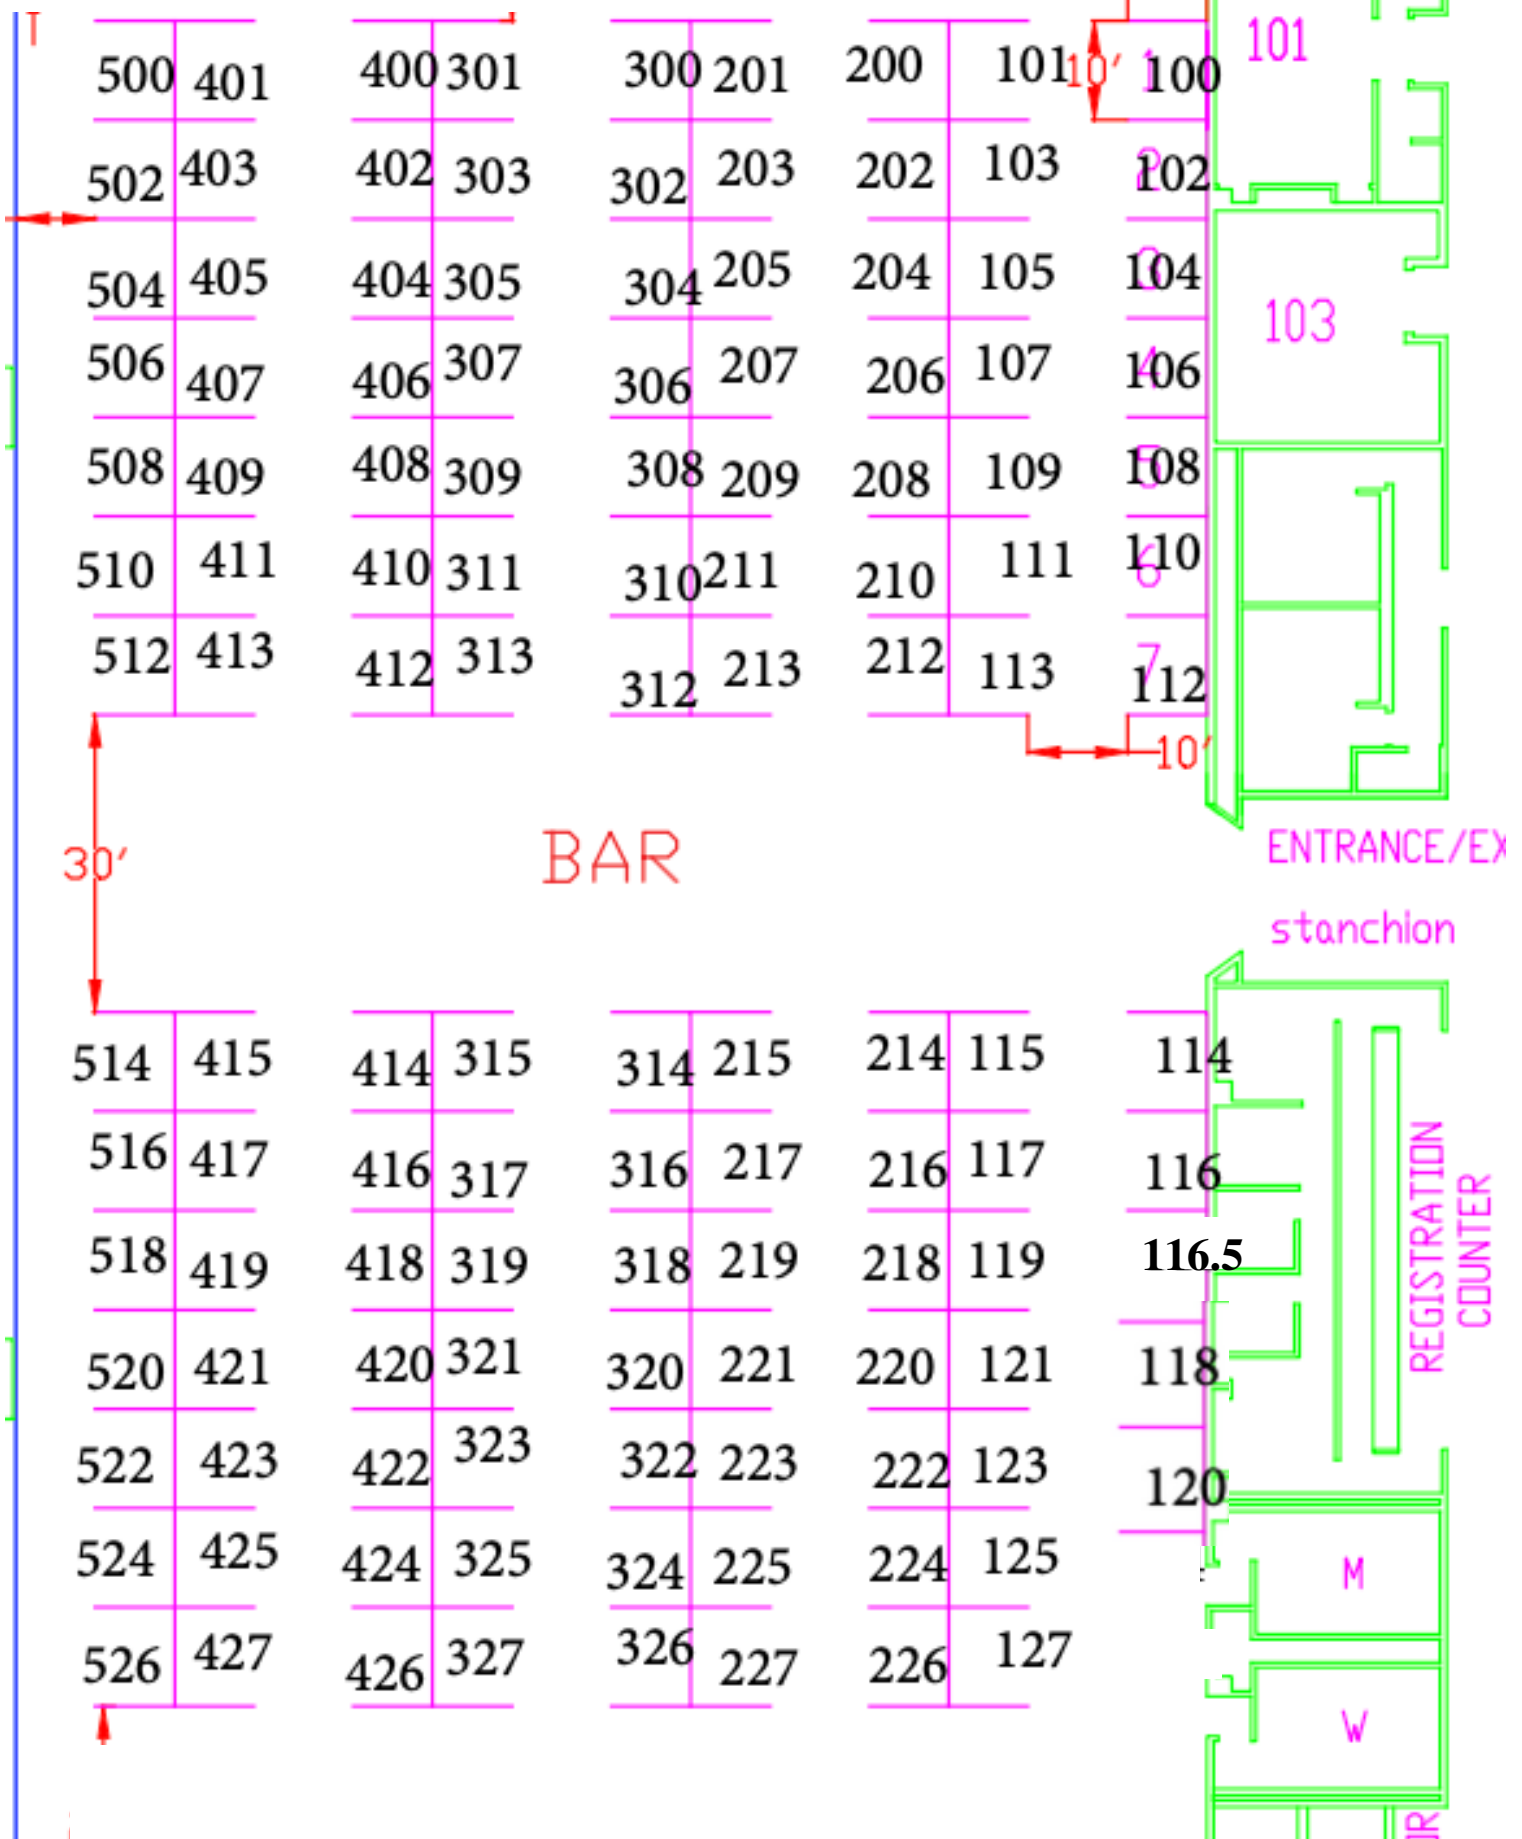 500 401 400 301 300 201 200 101 10' 1 100 101
502 403 402 303 302 203 202 103 2 102
504 405 404 305 304 205 204 105 3 104 103
506 407 406 307 306 207 206 107 4 106
508 409 408 309 308 209 208 109 5 108
510 411 410 311 310 211 210 111 6 110
512 413 412 313 312 213 212 113 7 112
10'
30' BAR ENTRANCE/EX
stanchion
514 415 414 315 314 215 214 115 114
516 417 416 317 316 217 216 117 116
518 419 418 319 318 219 218 119 116.5
REGISTRATION
COUNTER
520 421 420 321 320 221 220 121 118
522 423 422 323 322 223 222 123 120
524 425 424 325 324 225 224 125 M
526 427 426 327 326 227 226 127
W